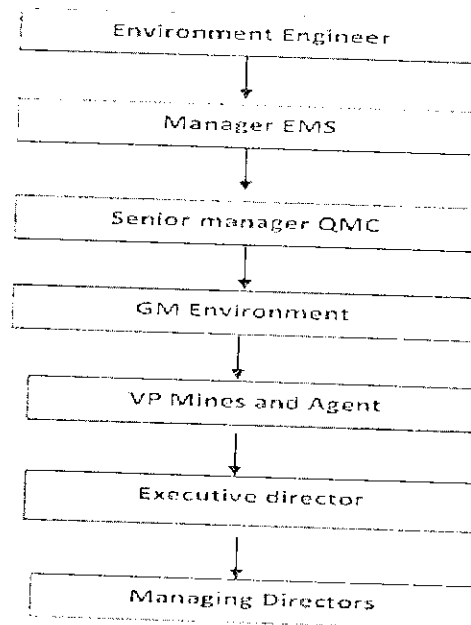 Environment Engineer
Manager EMS
Senior manager QMC
GM Environment
VP Mines and Agent
Executive director
Managing Directors